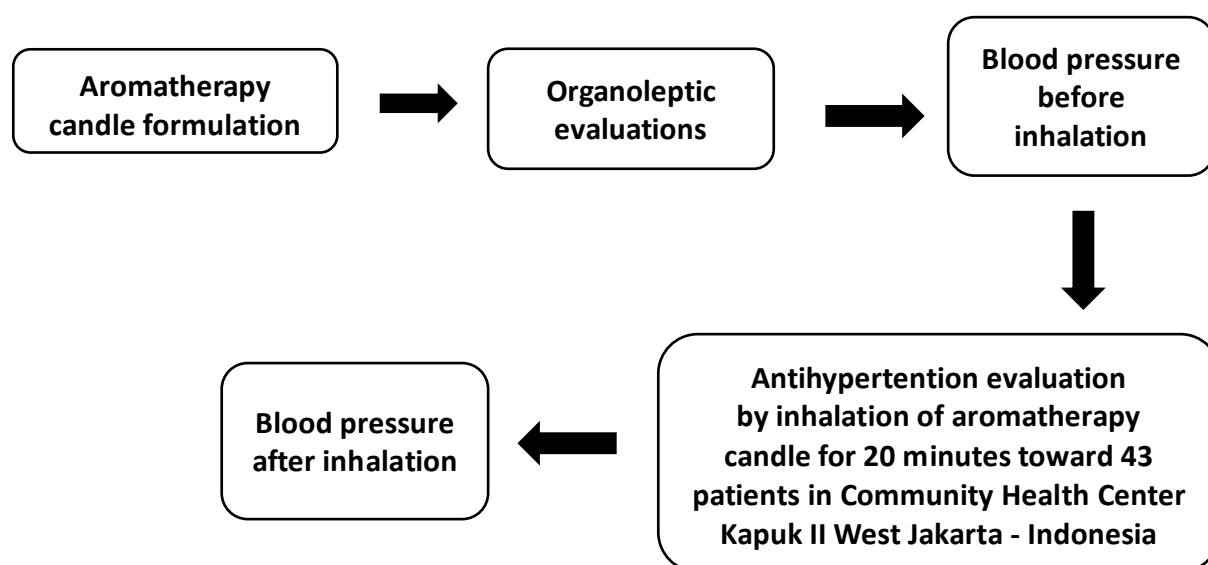 Aromatherapy
candle formulation
Organoleptic
evaluations
Blood pressure
before
inhalation
Antihypertention evaluation
by inhalation of aromatherapy
candle for 20 minutes toward 43
patients in Community Health Center
Kapuk II West Jakarta - Indonesia
Blood pressure
after inhalation